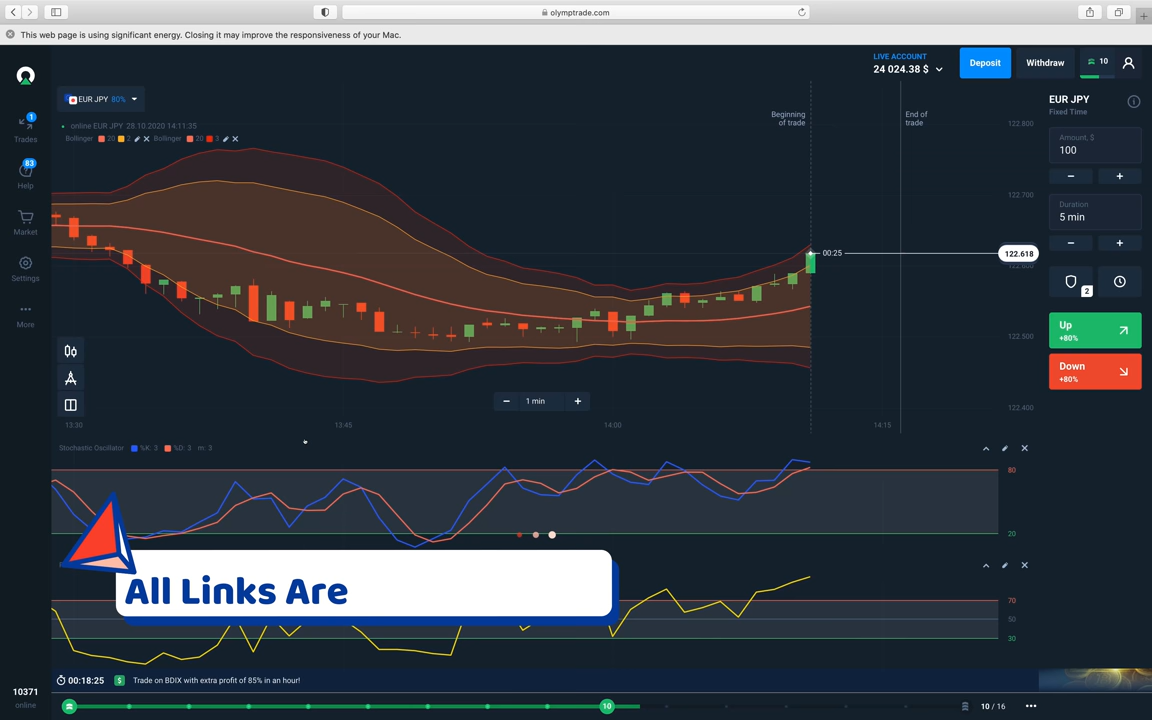 olymptrade.com
This web page is using significant energy. Closing it may improve the responsiveness of your Mac.
LIVE ACCOUNT
24 024.38 $
Deposit
Withdraw
10
EUR JPY 80%
online EUR JPY 28.10.2020 14:11:35
Bollinger 20 2 Bollinger 20 3
Beginning of trade
End of trade
122.800
122.700
122.618
122.600
122.500
122.400
00:25
1
Trades
83
Help
Market
Settings
More
EUR JPY
Fixed Time
Amount, $
100
Duration
5 min
2
Up
+80%
Down
+80%
1 min
13:30
13:45
14:00
14:15
Stochastic Oscillator %K: 3 %D: 3 m: 3
80
20
All Links Are
70
50
30
00:18:25
$
Trade on BDIX with extra profit of 85% in an hour!
10371
online
10
10 / 16